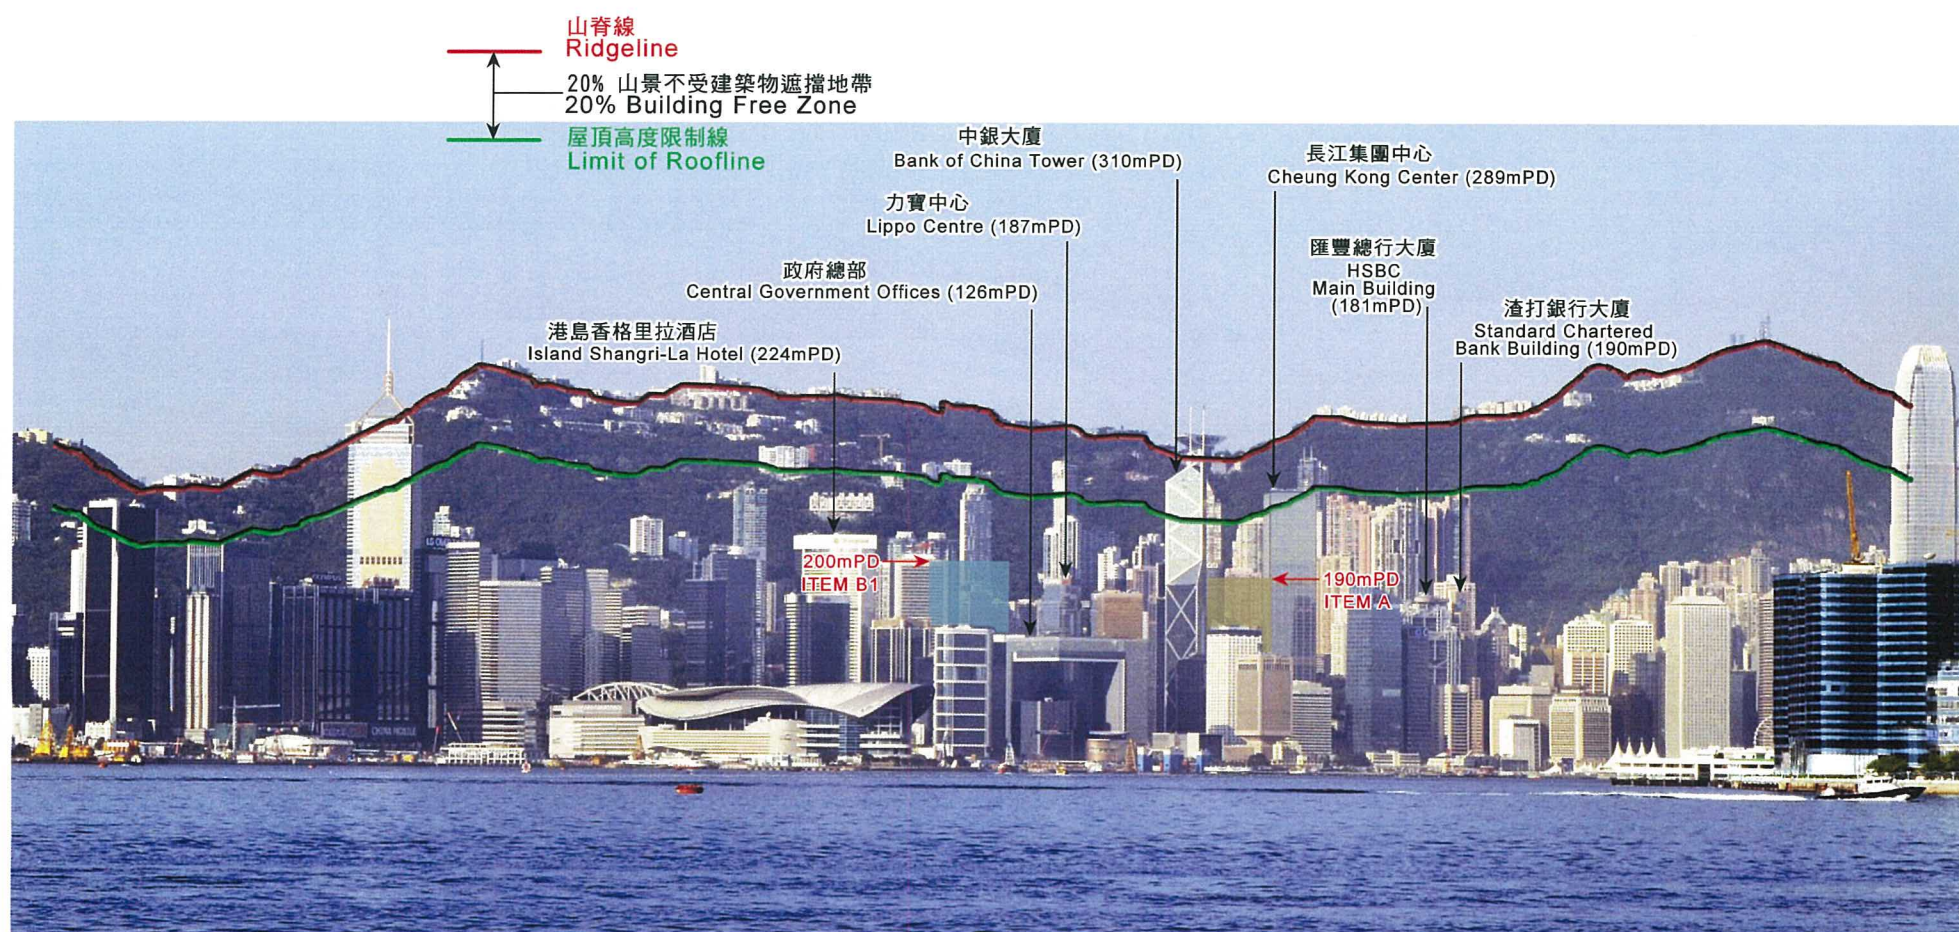 山脊線
Ridgeline
20% 山景不受建築物遮擋地帶
20% Building Free Zone
屋頂高度限制線
Limit of Roofline
中銀大廈
Bank of China Tower (310mPD)
長江集團中心
Cheung Kong Center (289mPD)
力寶中心
Lippo Centre (187mPD)
匯豐總行大廈
HSBC
Main Building
(181mPD)
政府總部
Central Government Offices (126mPD)
渣打銀行大廈
Standard Chartered
Bank Building (190mPD)
港島香格里拉酒店
Island Shangri-La Hotel (224mPD)
200mPD
ITEM B1
190mPD
ITEM A